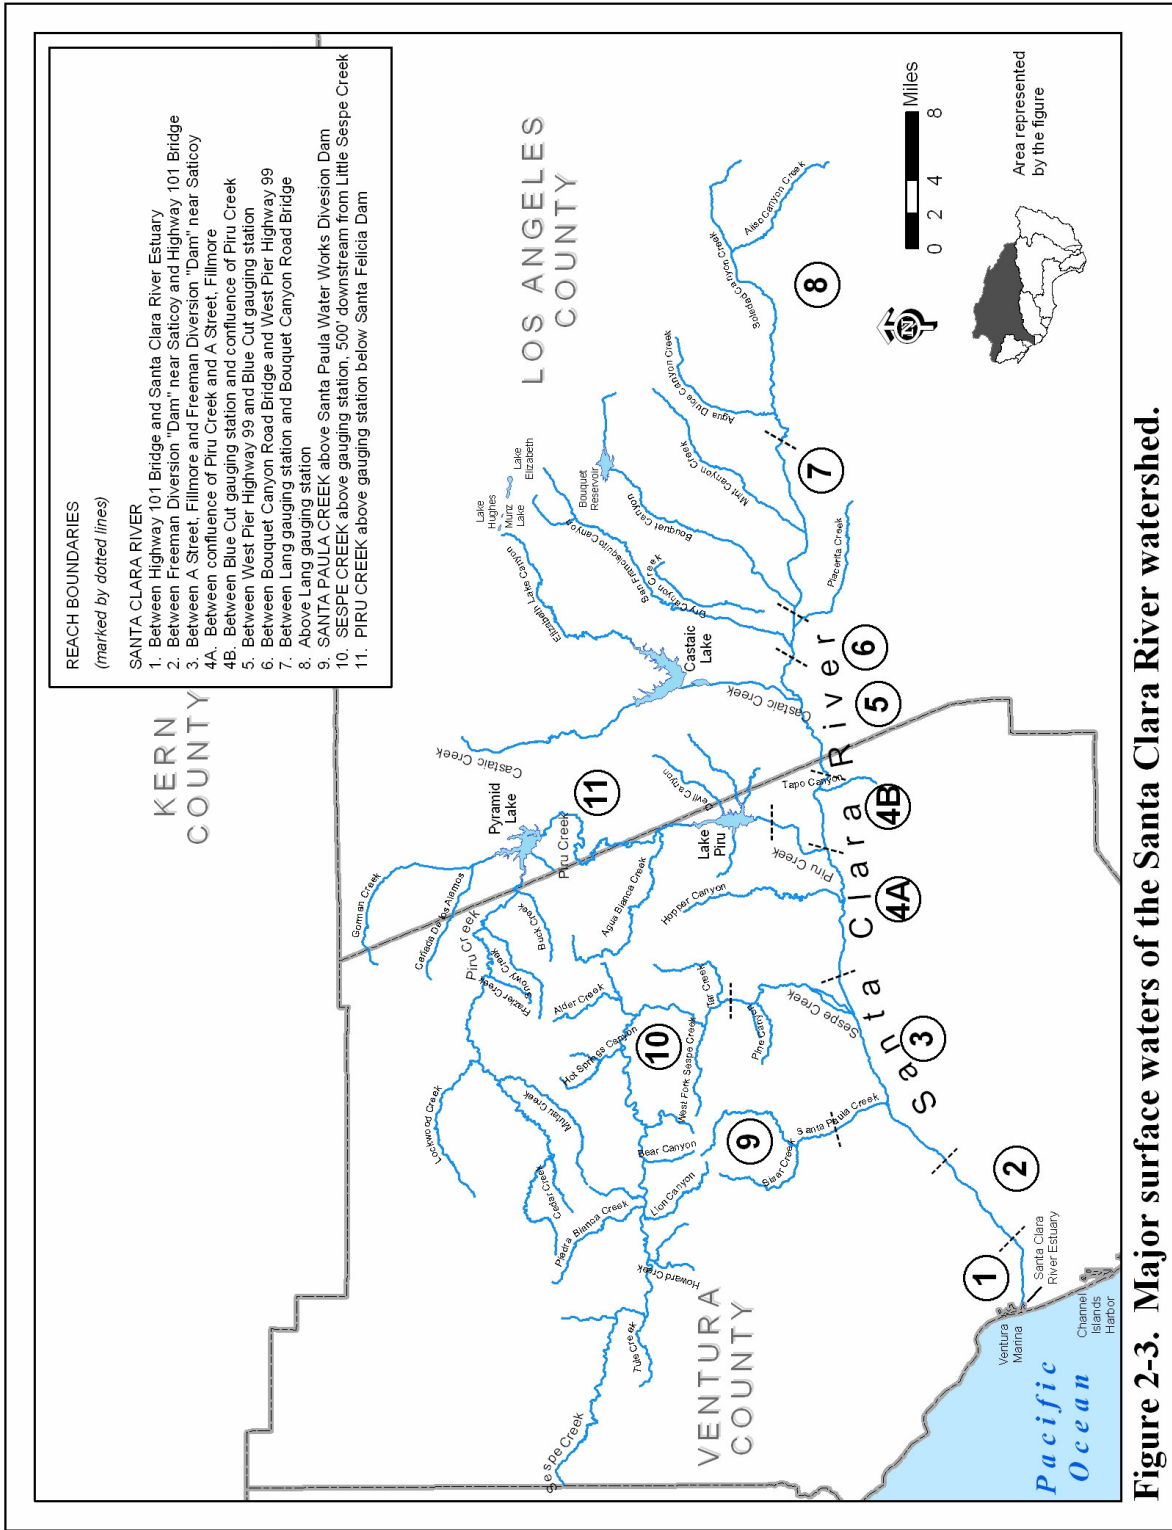 REACH BOUNDARIES
(marked by dotted lines)
SANTA CLARA RIVER
1. Between Highway 101 Bridge and Santa Clara River Estuary
2. Between Freeman Diversion "Dam" near Saticoy and Highway 101 Bridge
3. Between A Street, Fillmore and Freeman Diversion "Dam" near Saticoy
4A. Between confluence of Piru Creek and A Street, Fillmore
4B. Between Blue Cut gauging station and confluence of Piru Creek
5. Between West Pier Highway 99 and Blue Cut gauging station
6. Between Bouquet Canyon Road Bridge and West Pier Highway 99
7. Between Lang gauging station and Bouquet Canyon Road Bridge
8. Above Lang gauging station
9. SANTA PAULA CREEK above Santa Paula Water Works Divesion Dam
10. SESPE CREEK above gauging station, 500' downstream from Little Sespe Creek
11. PIRU CREEK above gauging station below Santa Felicia Dam
KERN
COUNTY
LOS ANGELES
COUNTY
VENTURA
COUNTY
Pacific
Ocean
Santa Clara River
Gorman Creek
Cañada De los Alamos
Piru Creek
Pyramid
Lake
Piru Creek
11
Castaic Creek
Buck Creek
Snowy Creek
Frazier Creek
Lockwood Creek
Mutau Creek
Cedar Creek
Piedra Blanca Creek
Alder Creek
Hot Springs Canyon
10
Agua Blanca Creek
Devil Canyon
Lake
Piru
Piru Creek
Hopper Canyon
Tar Creek
West Fork Sespe Creek
Pine Canyon
Sespe Creek
Bear Canyon
Lion Canyon
Howard Creek
Tule Creek
Sespe Creek
9
Sisar Creek
Santa Paula Creek
Elizabeth Lake Canyon
Lake
Hughes
Munz
Lake
Lake
Elizabeth
San Francisquito Canyon
Dry Canyon Creek
Castaic
Lake
Castaic Creek
Bouquet
Reservoir
Bouquet Canyon
Mint Canyon Creek
Agua Dulce Canyon Creek
Soledad Canyon Creek
Aliso Canyon Creek
Placerita Creek
Tapo Canyon
8
7
6
5
4B
4A
3
2
1
Ventura
Marina
Santa Clara
River Estuary
Channel
Islands
Harbor
N
0 2 4 8
Miles
Area represented
by the figure
Figure 2-3. Major surface waters of the Santa Clara River watershed.